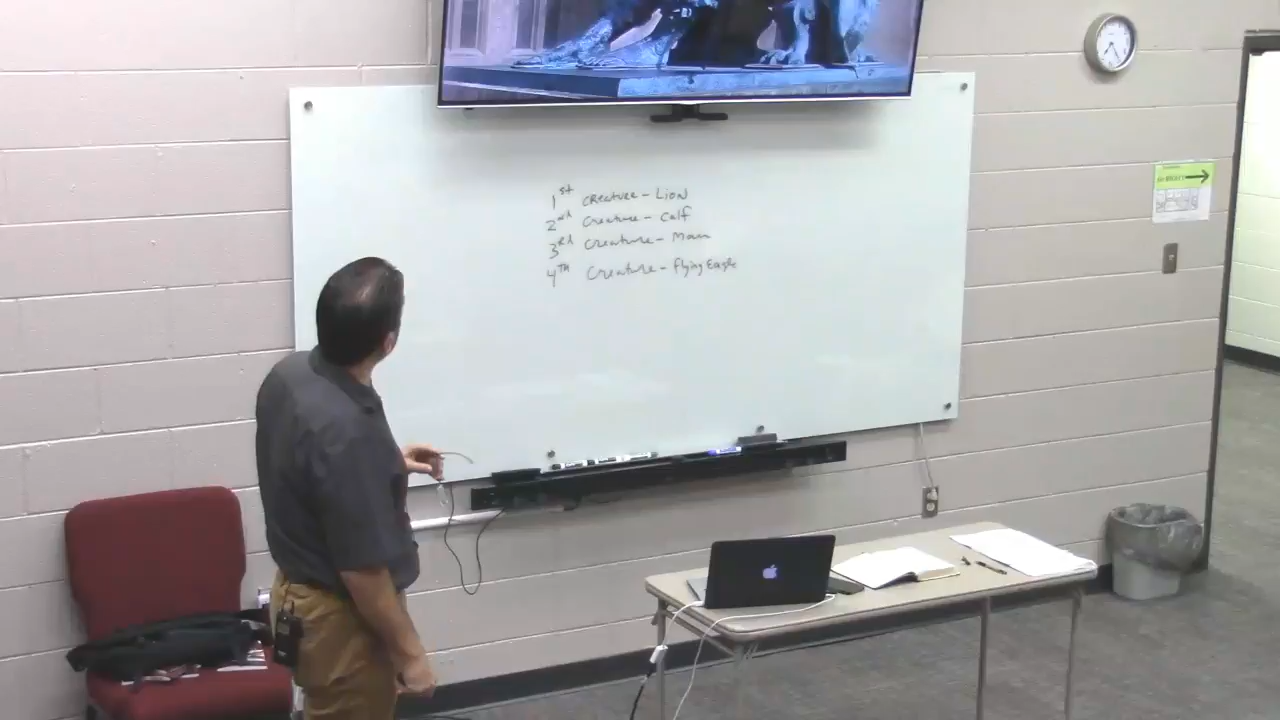 1st creature - Lion
2nd Creature - Calf
3rd Creature - Man
4TH Creature - Flying Eagle